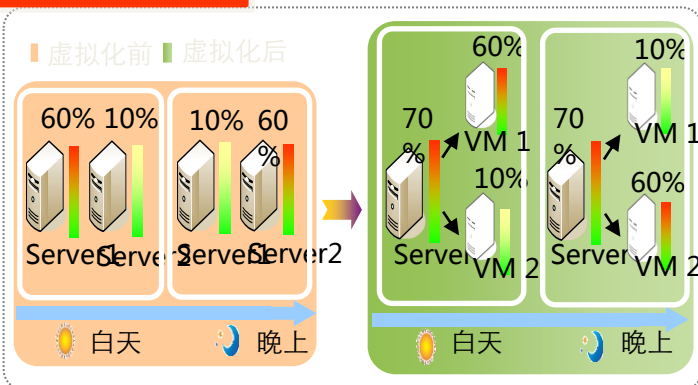 虚拟化前 虚拟化后
60% 10%
10% 60%
Server1 Server2
Server1 Server2
白天 晚上
70%
60%
VM 1
10%
Server
VM 2
70%
10%
VM 1
60%
Server
VM 2
白天 晚上